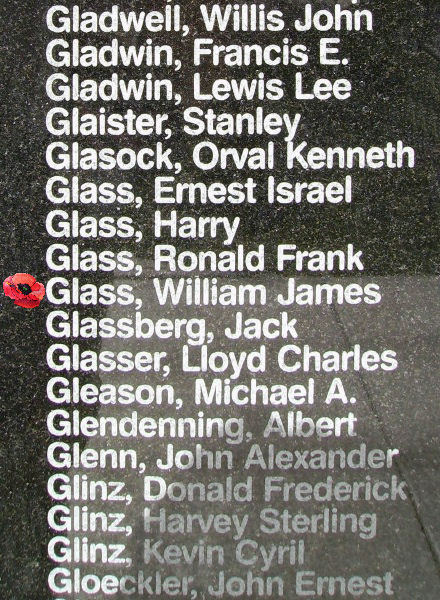 Gladwell, Willis John
Gladwin, Francis E.
Gladwin, Lewis Lee
Glaister, Stanley
Glasock, Orval Kenneth
Glass, Ernest Israel
Glass, Harry
Glass, Ronald Frank
Glass, William James
Glassberg, Jack
Glasser, Lloyd Charles
Gleason, Michael A.
Glendenning, Albert
Glenn, John Alexander
Glinz, Donald Frederick
Glinz, Harvey Sterling
Glinz, Kevin Cyril
Gloeckler, John Ernest